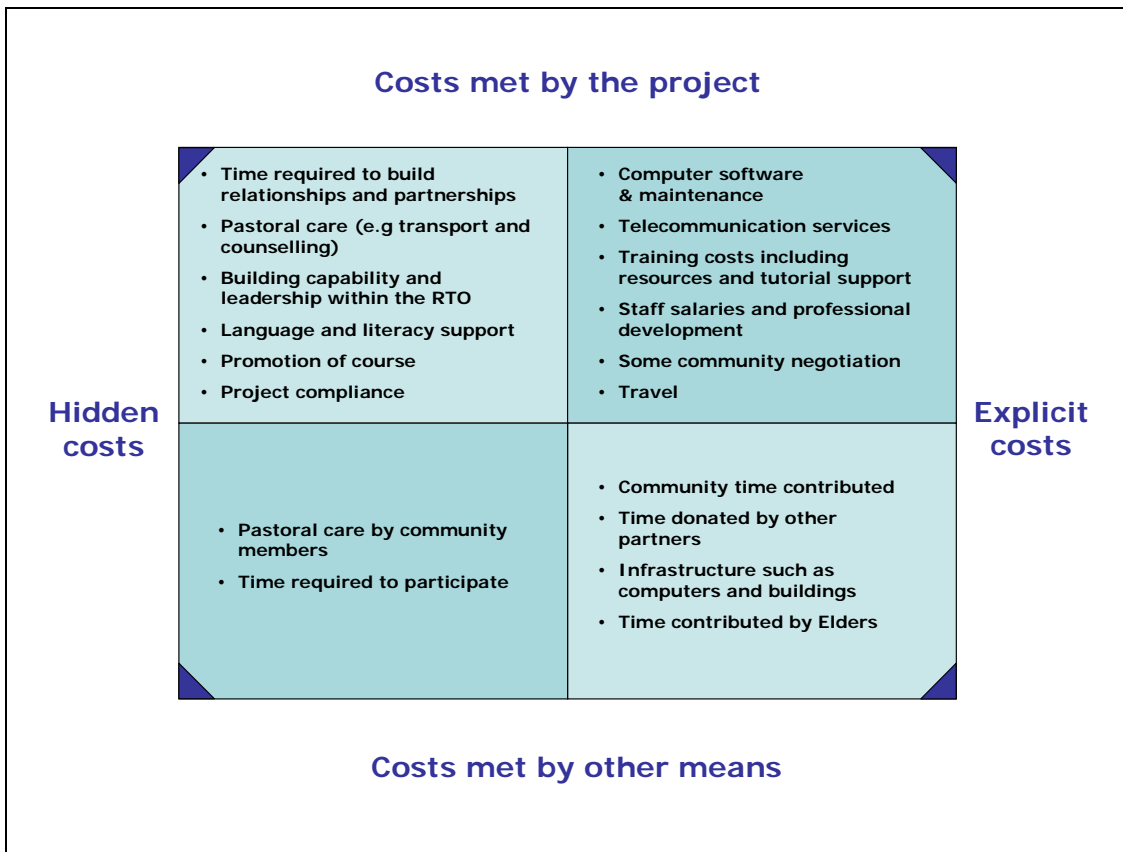 Costs met by the project
• Time required to build
relationships and partnerships
• Pastoral care (e.g transport and
counselling)
• Building capability and
leadership within the RTO
• Language and literacy support
• Promotion of course
• Project compliance
• Computer software
& maintenance
• Telecommunication services
• Training costs including
resources and tutorial support
• Staff salaries and professional
development
• Some community negotiation
• Travel
Hidden
costs
Explicit
costs
• Pastoral care by community
members
• Time required to participate
• Community time contributed
• Time donated by other
partners
• Infrastructure such as
computers and buildings
• Time contributed by Elders
Costs met by other means